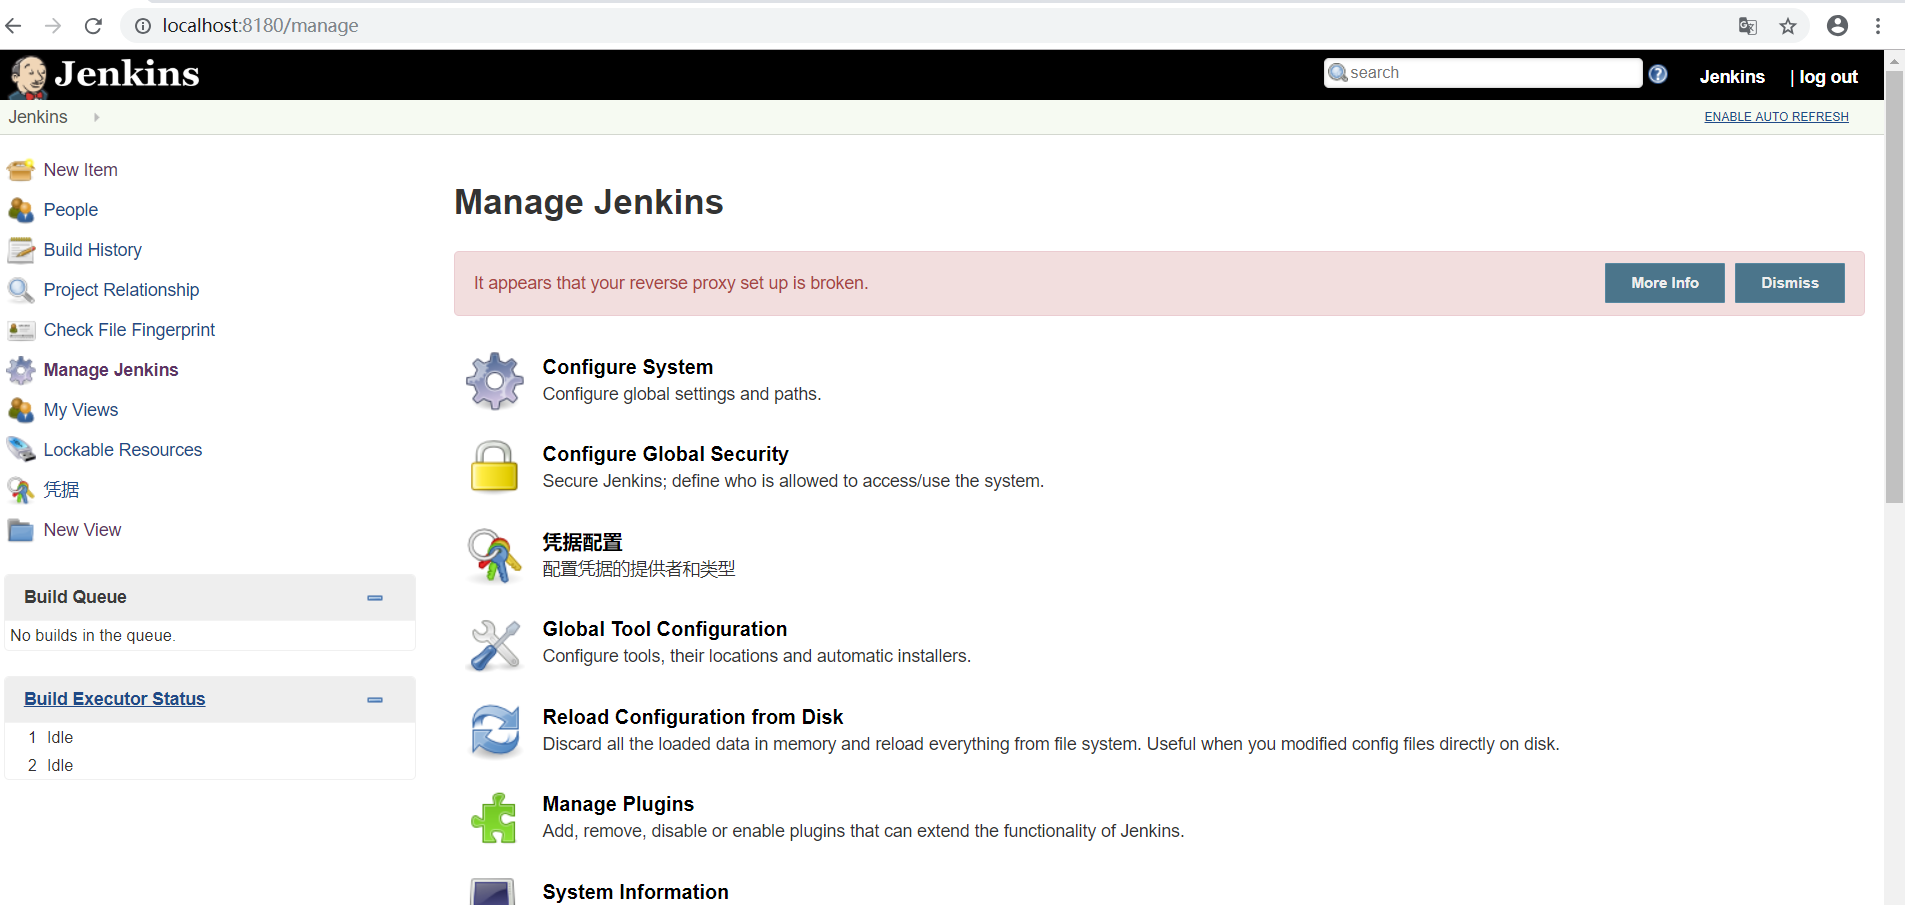 localhost:8180/manage
Jenkins
search
Jenkins
| log out
Jenkins
ENABLE AUTO REFRESH
New Item
People
Build History
Project Relationship
Check File Fingerprint
Manage Jenkins
My Views
Lockable Resources
凭据
New View
Build Queue
No builds in the queue.
Build Executor Status
1 Idle
2 Idle
Manage Jenkins
It appears that your reverse proxy set up is broken.
More Info
Dismiss
Configure System
Configure global settings and paths.
Configure Global Security
Secure Jenkins; define who is allowed to access/use the system.
凭据配置
配置凭据的提供者和类型
Global Tool Configuration
Configure tools, their locations and automatic installers.
Reload Configuration from Disk
Discard all the loaded data in memory and reload everything from file system. Useful when you modified config files directly on disk.
Manage Plugins
Add, remove, disable or enable plugins that can extend the functionality of Jenkins.
System Information